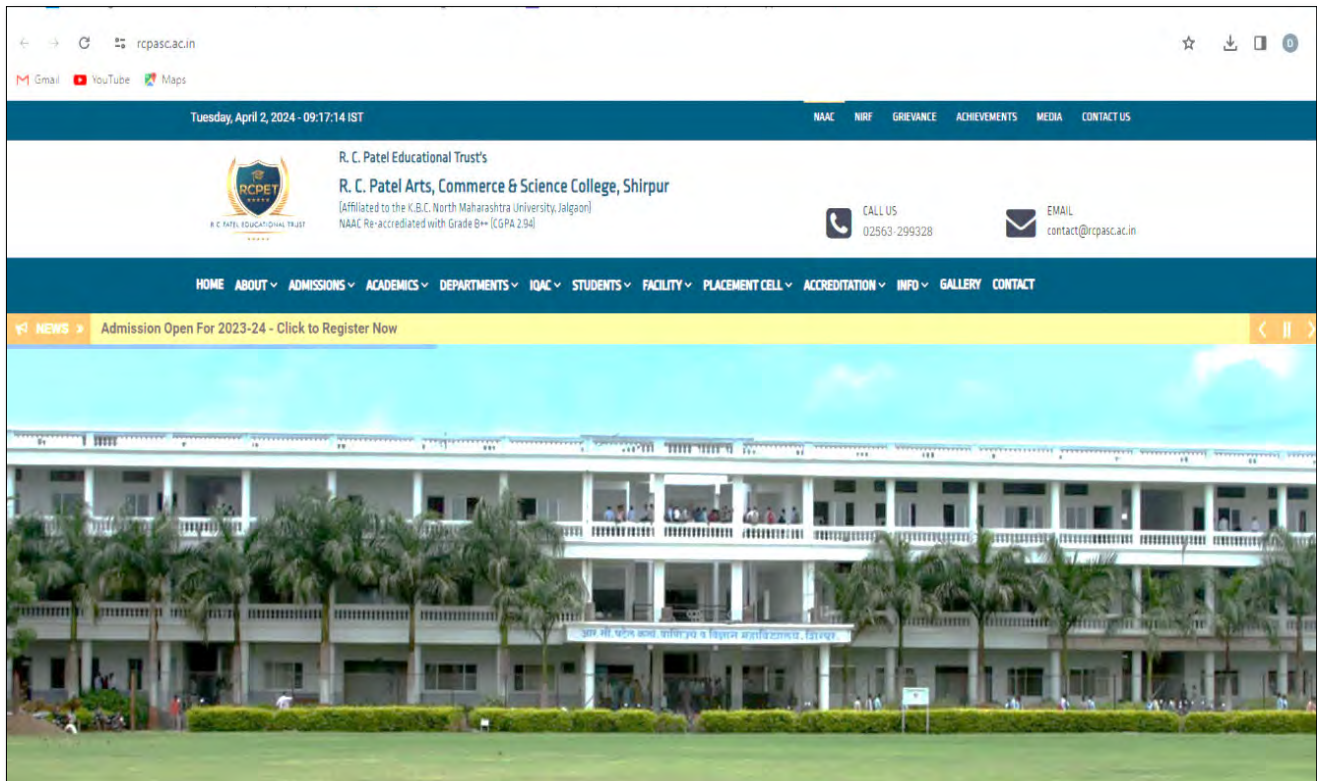 rcpasc.ac.in
D
Gmail YouTube Maps
Tuesday, April 2, 2024 - 09:17:14 IST
NAAC NIRF GRIEVANCE ACHIEVEMENTS MEDIA CONTACT US
RCPET
R C PATEL EDUCATIONAL TRUST
R. C. Patel Educational Trust's
R. C. Patel Arts, Commerce & Science College, Shirpur
[Affiliated to the K.B.C. North Maharashtra University, Jalgaon]
NAAC Re-accredited with Grade B++ (CGPA 2.94)
CALL US
02563-299328
EMAIL
contact@rcpasc.ac.in
HOME ABOUT ADMISSIONS ACADEMICS DEPARTMENTS IQAC STUDENTS FACILITY PLACEMENT CELL ACCREDITATION INFO GALLERY CONTACT
NEWS Admission Open For 2023-24 - Click to Register Now
आर. सी. पटेल कला, वाणिज्य व विज्ञान महाविद्यालय, शिरपूर.